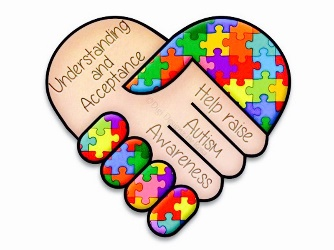 Understanding
and
Acceptance
Help raise
Autism
Awareness